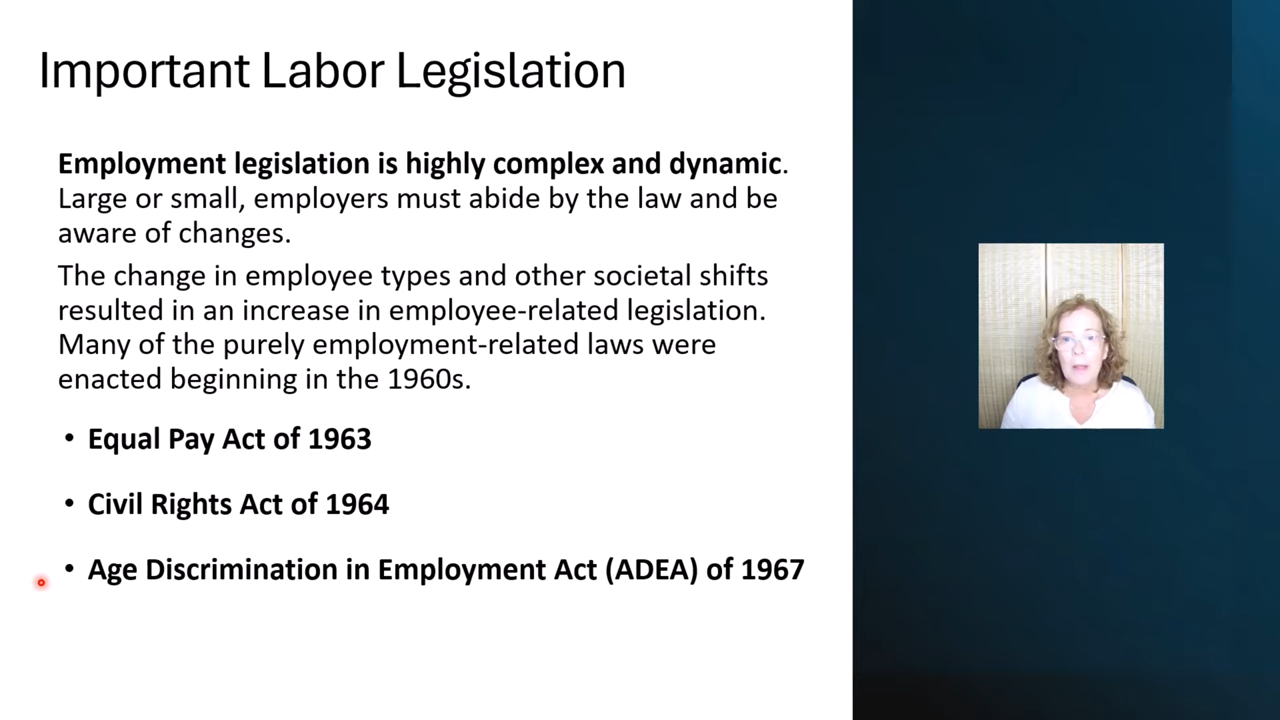 Important Labor Legislation
Employment legislation is highly complex and dynamic.
Large or small, employers must abide by the law and be
aware of changes.
The change in employee types and other societal shifts
resulted in an increase in employee-related legislation.
Many of the purely employment-related laws were
enacted beginning in the 1960s.
• Equal Pay Act of 1963
• Civil Rights Act of 1964
• Age Discrimination in Employment Act (ADEA) of 1967